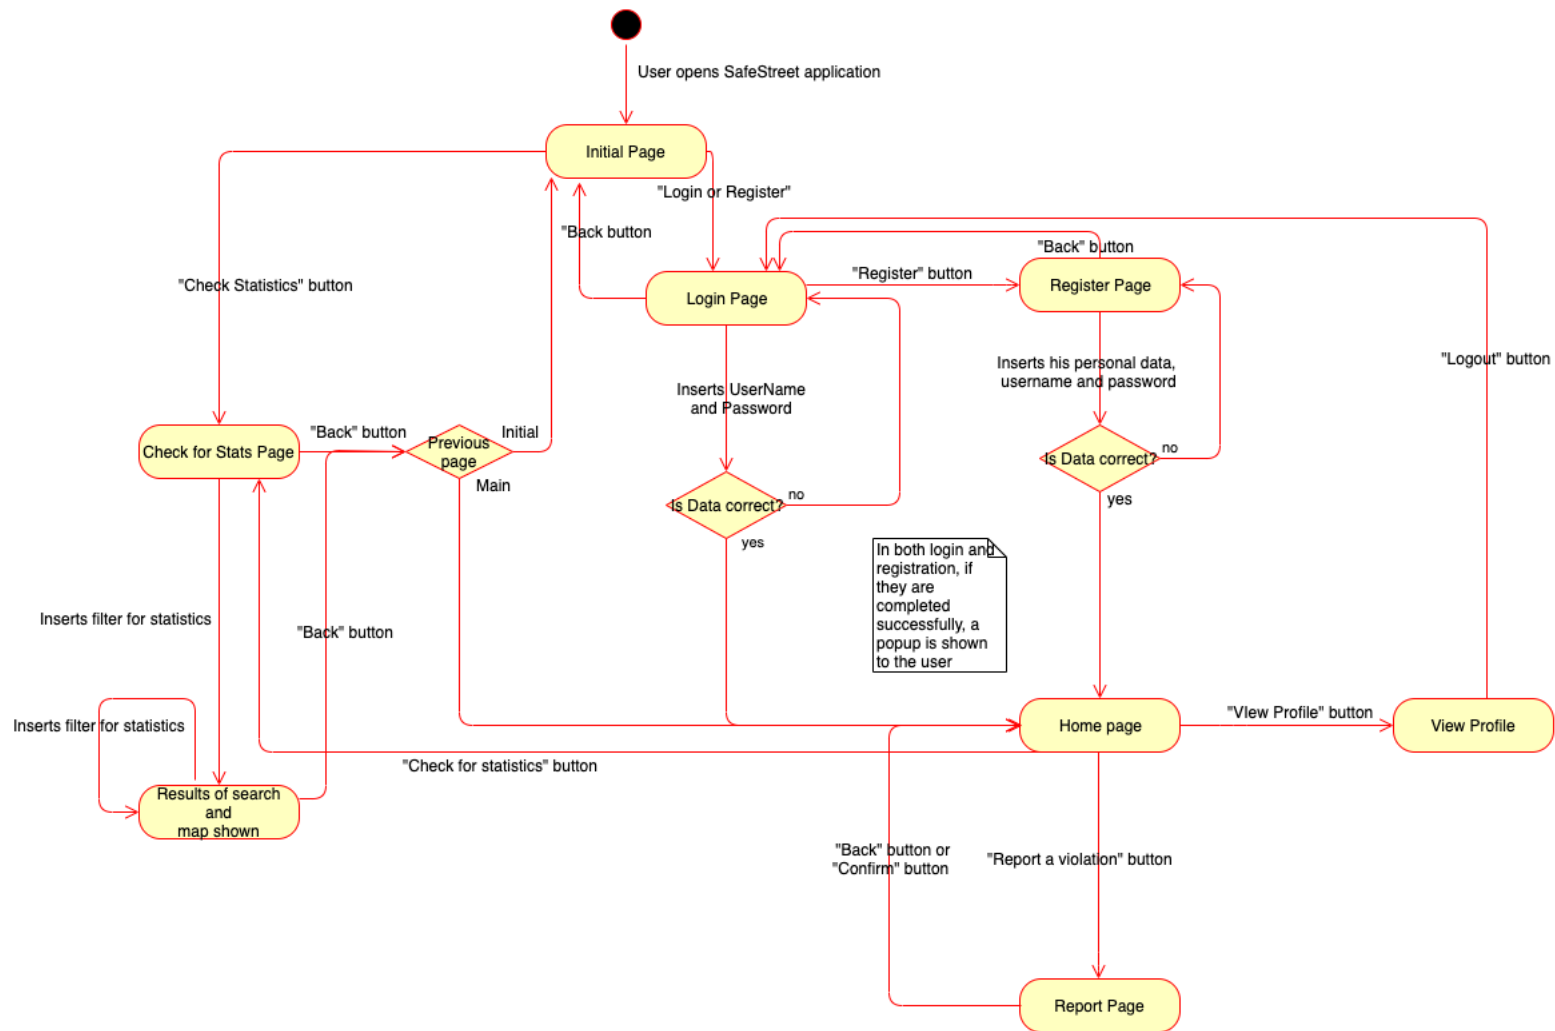 User opens SafeStreet application
Initial Page
"Login or Register"
"Back button
"Back" button
"Register" button
"Check Statistics" button
Login Page
Register Page
"Logout" button
Inserts his personal data,
username and password
Inserts UserName
and Password
"Back" button
Initial
Check for Stats Page
Previous
page
Is Data correct?
no
Main
yes
Is Data correct?
no
yes
In both login and
registration, if
they are
completed
successfully, a
popup is shown
to the user
Inserts filter for statistics
"Back" button
Inserts filter for statistics
Home page
"VIew Profile" button
View Profile
"Check for statistics" button
Results of search
and
map shown
"Back" button or
"Confirm" button
"Report a violation" button
Report Page